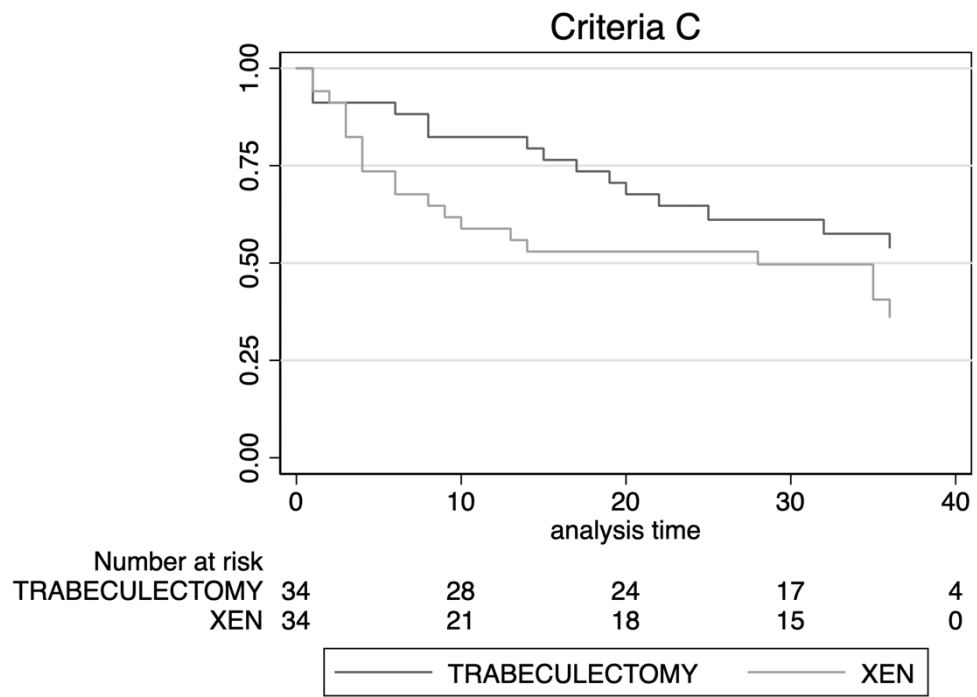 Criteria C
1.00
0.75
0.50
0.25
0.00
0 10 20 30 40
analysis time
Number at risk
TRABECULECTOMY 34 28 24 17 4
XEN 34 21 18 15 0
TRABECULECTOMY XEN